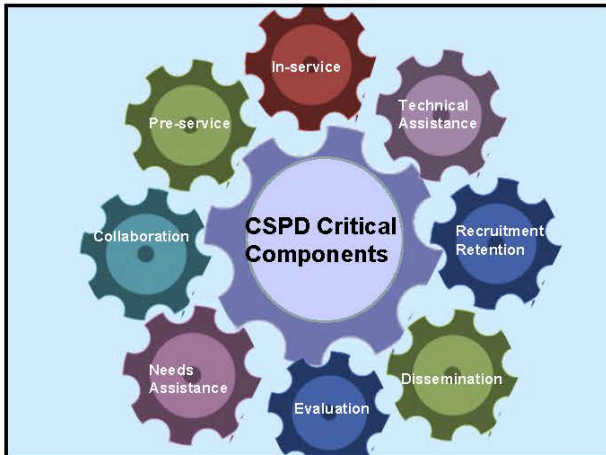 In-service
Technical
Assistance
Pre-service
CSPD Critical
Components
Collaboration
Recruitment
Retention
Needs
Assistance
Dissemination
Evaluation